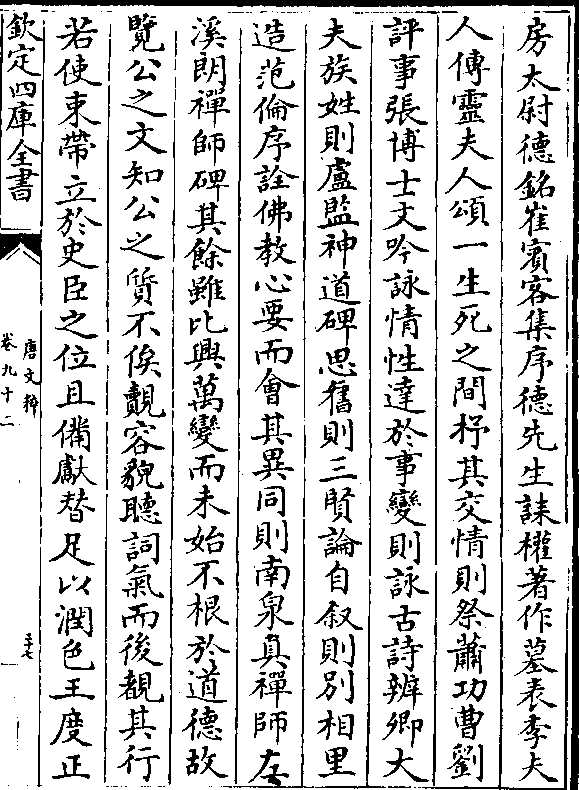 房太尉德銘崔賓客集序德先生誄權著作墓表李夫
人傳靈夫人頌一生死之間杼其交情則祭蕭功曹劉
評事張博士文吟詠情性達於事變則詠古詩辨卿大
夫族姓則盧監神道碑思舊則三賢論自叙則別相里
造范倫序詮佛教心要而會其異同則南泉真禪師左
溪朗禪師碑其餘雖比興萬變而未始不根於道德故
覽公之文知公之質不俟覿容貌聽詞氣而後覩其行
若使束帶立於史臣之位且備獻替足以潤色王度正
欽定四庫全書
唐文粹
卷九十二